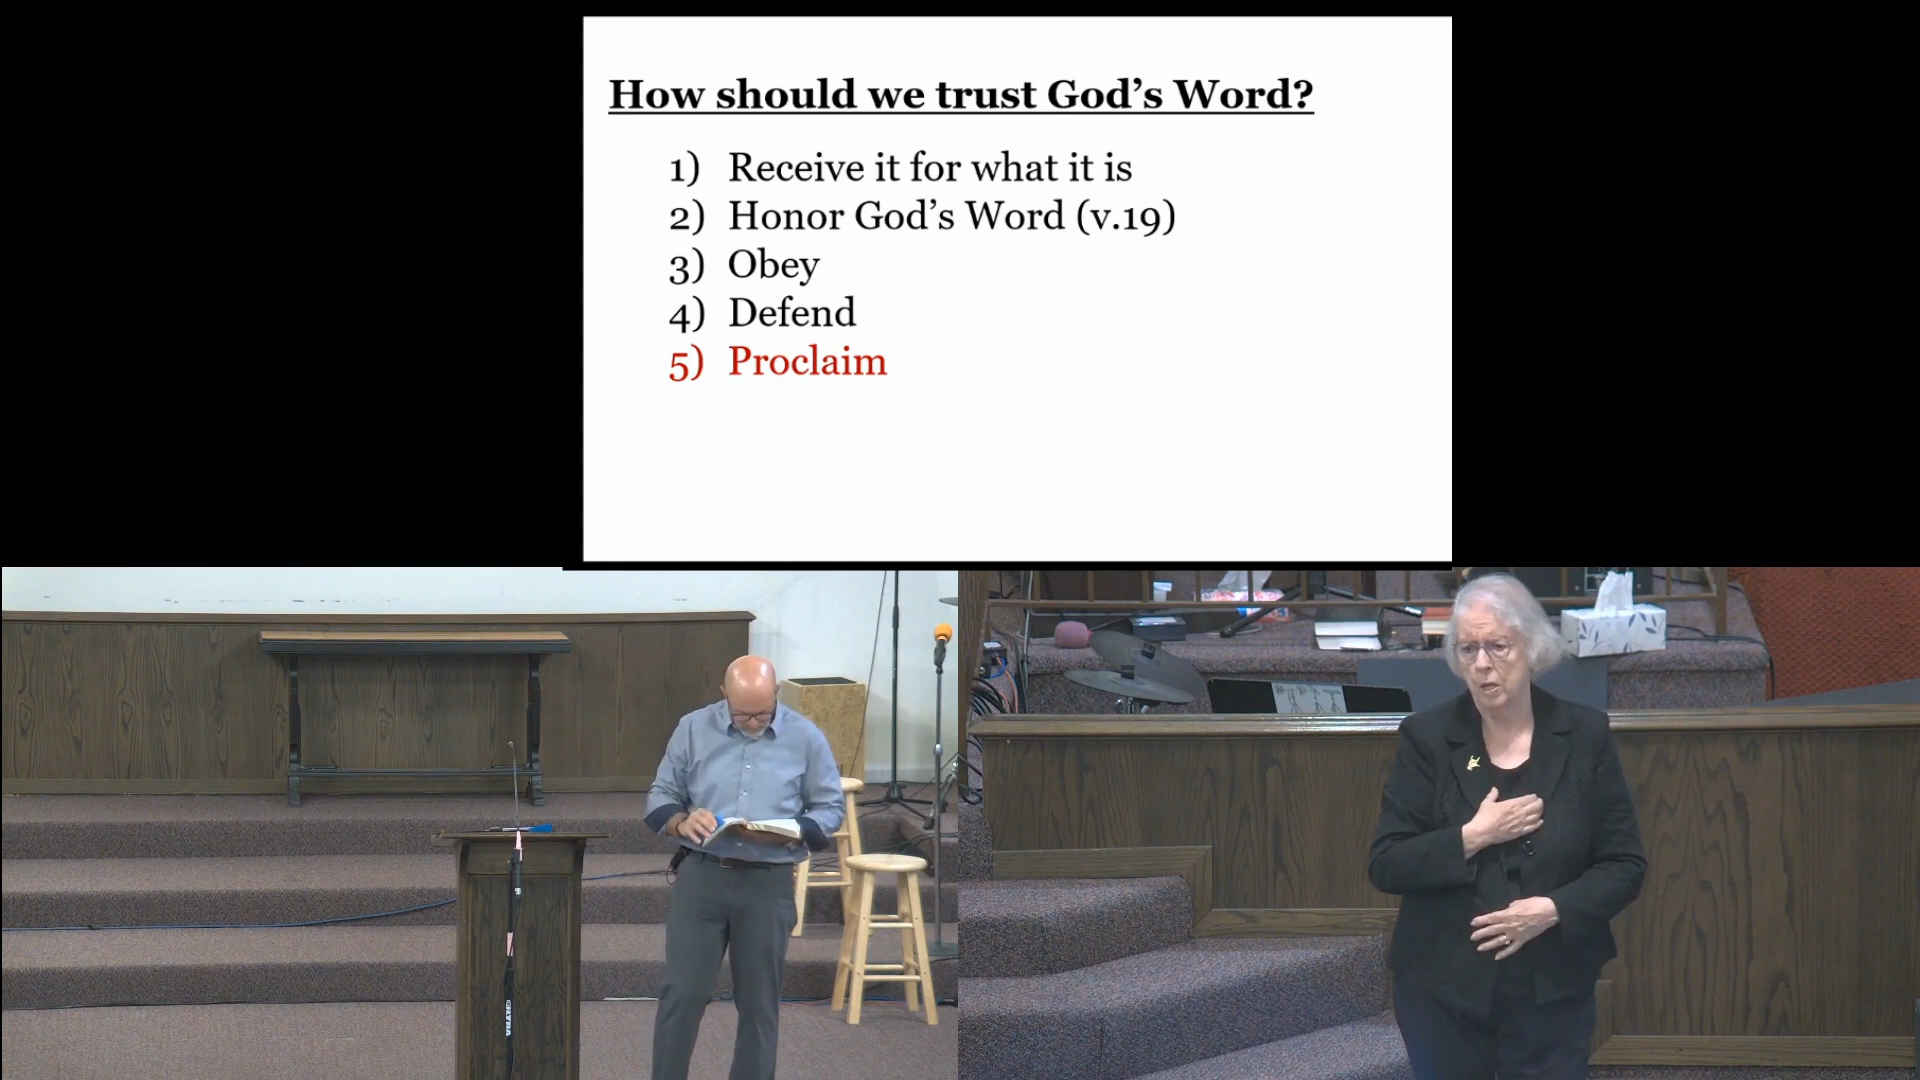 How should we trust God’s Word?
1) Receive it for what it is
2) Honor God’s Word (v.19)
3) Obey
4) Defend
5) Proclaim
ULTRA